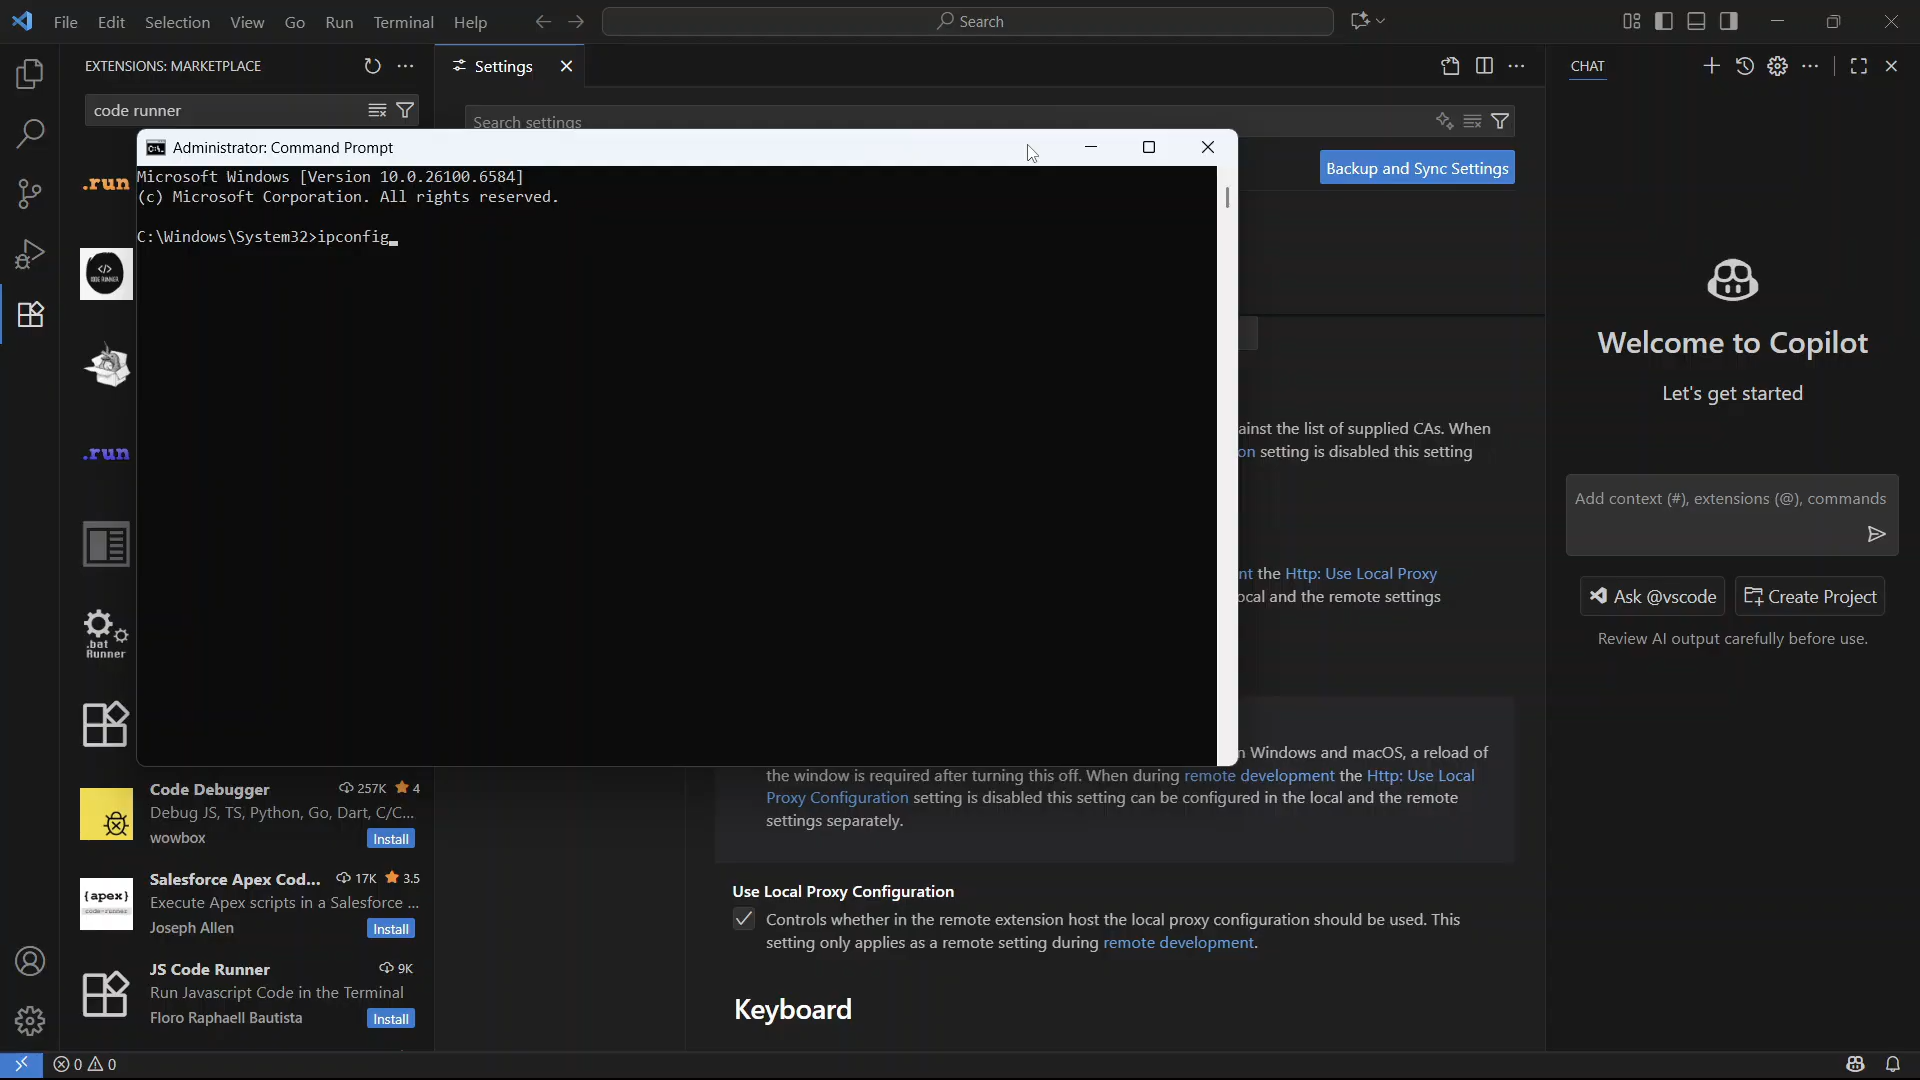 File Edit Selection View Go Run Terminal Help
Search
EXTENSIONS: MARKETPLACE
code runner
.run
</>
CODE RUNNER
.run
.bat
Runner
Code Debugger 257K 4
Debug JS, TS, Python, Go, Dart, C/C...
wowbox
Install
{apex}
code-runner
Salesforce Apex Cod... 17K 3.5
Execute Apex scripts in a Salesforce ...
Joseph Allen
Install
JS Code Runner 9K
Run Javascript Code in the Terminal
Floro Raphaell Bautista
Install
Settings
Search settings
Backup and Sync Settings
Administrator: Command Prompt
Microsoft Windows [Version 10.0.26100.6584]
(c) Microsoft Corporation. All rights reserved.
C:\Windows\System32>ipconfig_
ainst the list of supplied CAs. When
on setting is disabled this setting
nt the Http: Use Local Proxy
ocal and the remote settings
n Windows and macOS, a reload of
the window is required after turning this off. When during remote development the Http: Use Local
Proxy Configuration setting is disabled this setting can be configured in the local and the remote
settings separately.
Use Local Proxy Configuration
Controls whether in the remote extension host the local proxy configuration should be used. This
setting only applies as a remote setting during remote development.
Keyboard
CHAT
Welcome to Copilot
Let's get started
Add context (#), extensions (@), commands
Ask @vscode
Create Project
Review AI output carefully before use.
0 0